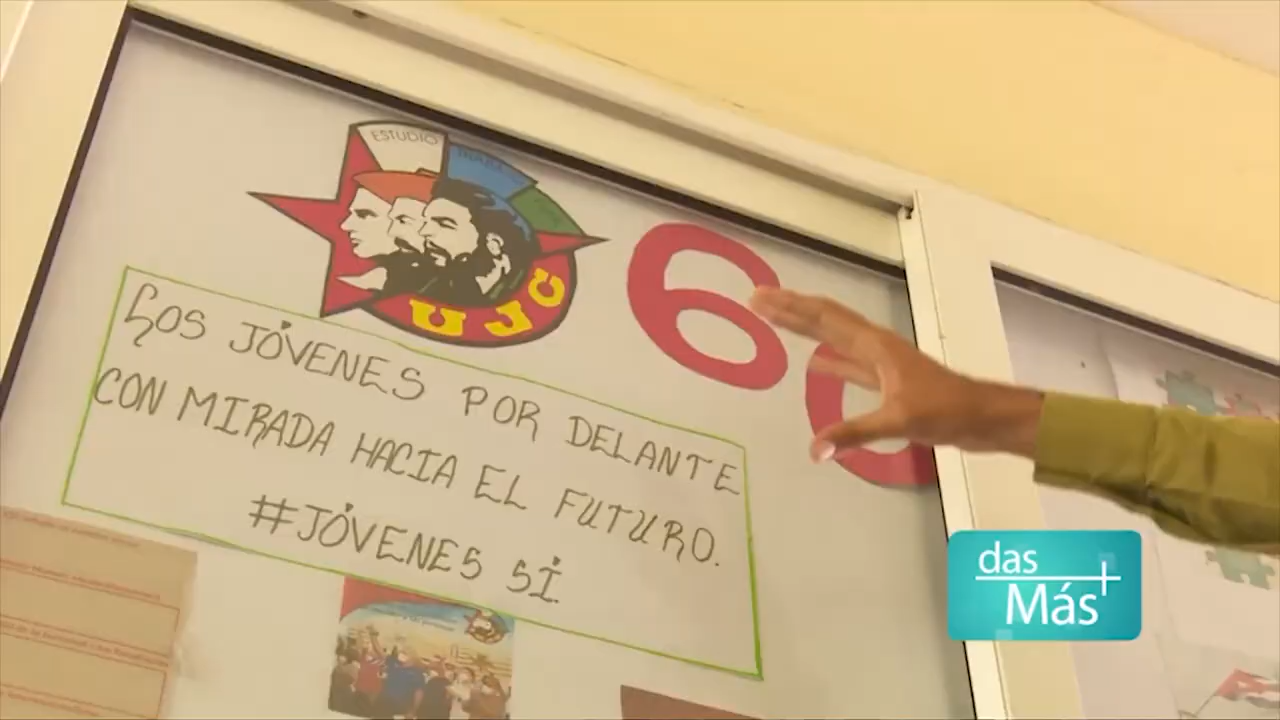 ESTUDIO
UJC
60
LOS JÓVENES POR DELANTE
CON MIRADA HACIA EL FUTURO.
#JÓVENES SÍ.
das
Más